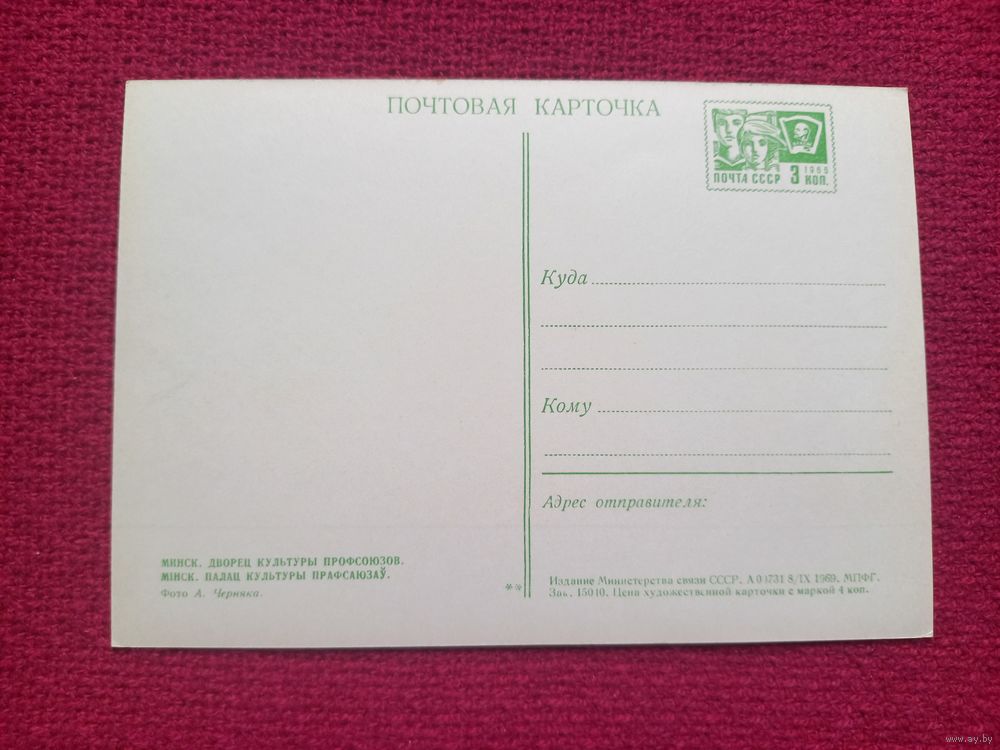 ПОЧТОВАЯ КАРТОЧКА
1966
ПОЧТА СССР 3 КОП.
Куда
Кому
Адрес отправителя:
МИНСК. ДВОРЕЦ КУЛЬТУРЫ ПРОФСОЮЗОВ.
МІНСК. ПАЛАЦ КУЛЬТУРЫ ПРАФСАЮЗАЎ.
Фото А. Черняка.
**
Издание Министерства связи СССР. 8/IX 1969. МПФГ.
Зак. 15010. Цена художественной карточки с маркой 4 коп.
www.ay.by